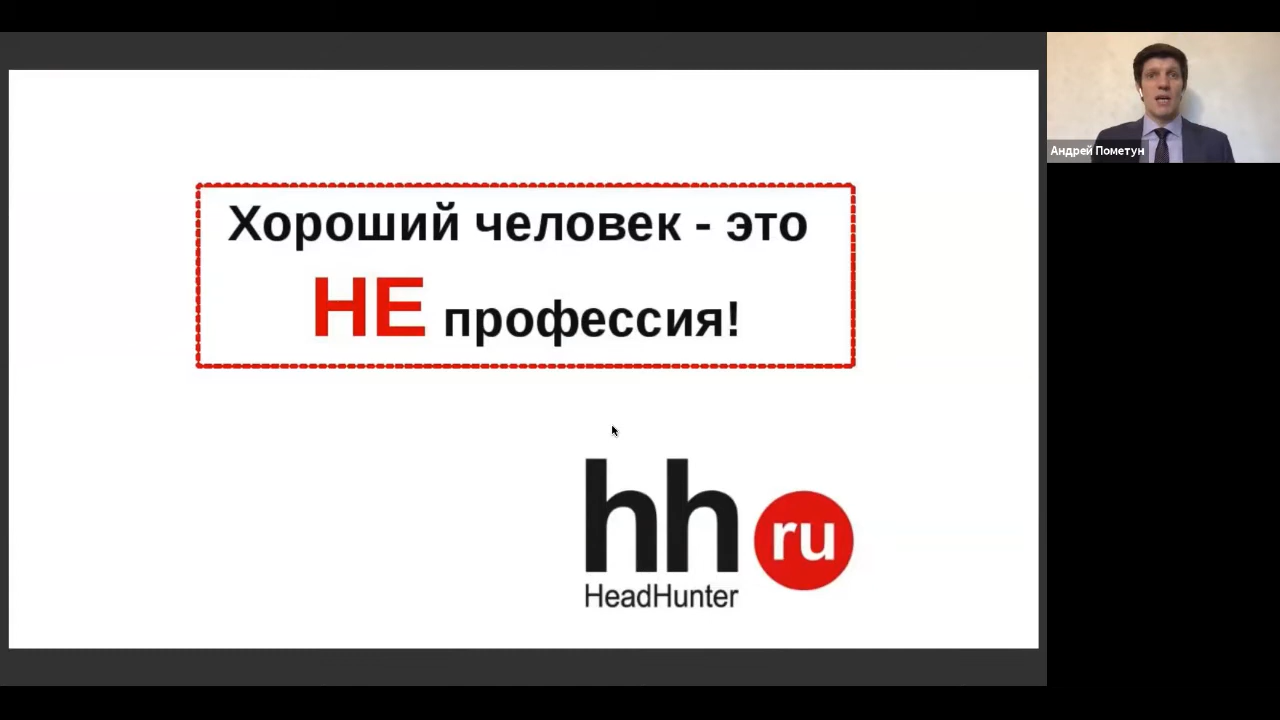 Хороший человек - это
НЕ профессия!
hh ru
HeadHunter
Андрей Пометун